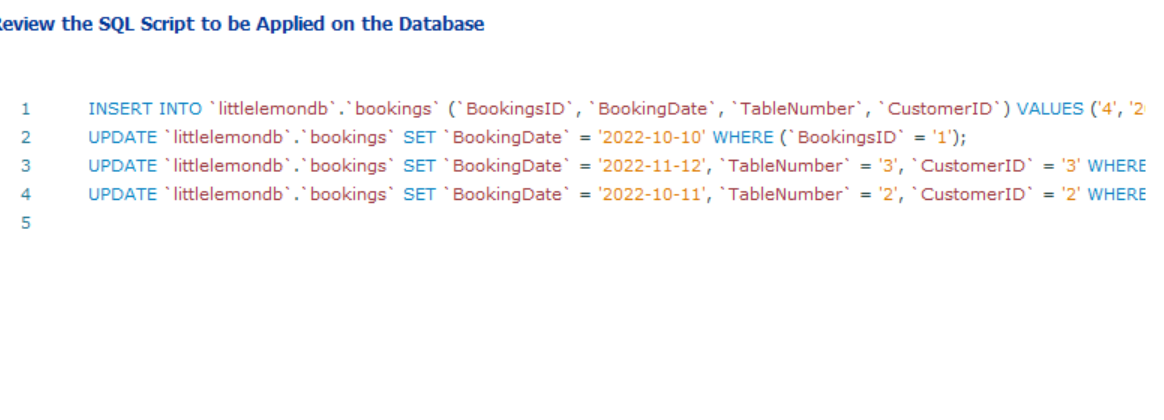 Review the SQL Script to be Applied on the Database
1 INSERT INTO `littlelemondb`.`bookings` (`BookingsID`, `BookingDate`, `TableNumber`, `CustomerID`) VALUES ('4', '2
2 UPDATE `littlelemondb`.`bookings` SET `BookingDate` = '2022-10-10' WHERE (`BookingsID` = '1');
3 UPDATE `littlelemondb`.`bookings` SET `BookingDate` = '2022-11-12', `TableNumber` = '3', `CustomerID` = '3' WHERE
4 UPDATE `littlelemondb`.`bookings` SET `BookingDate` = '2022-10-11', `TableNumber` = '2', `CustomerID` = '2' WHERE
5